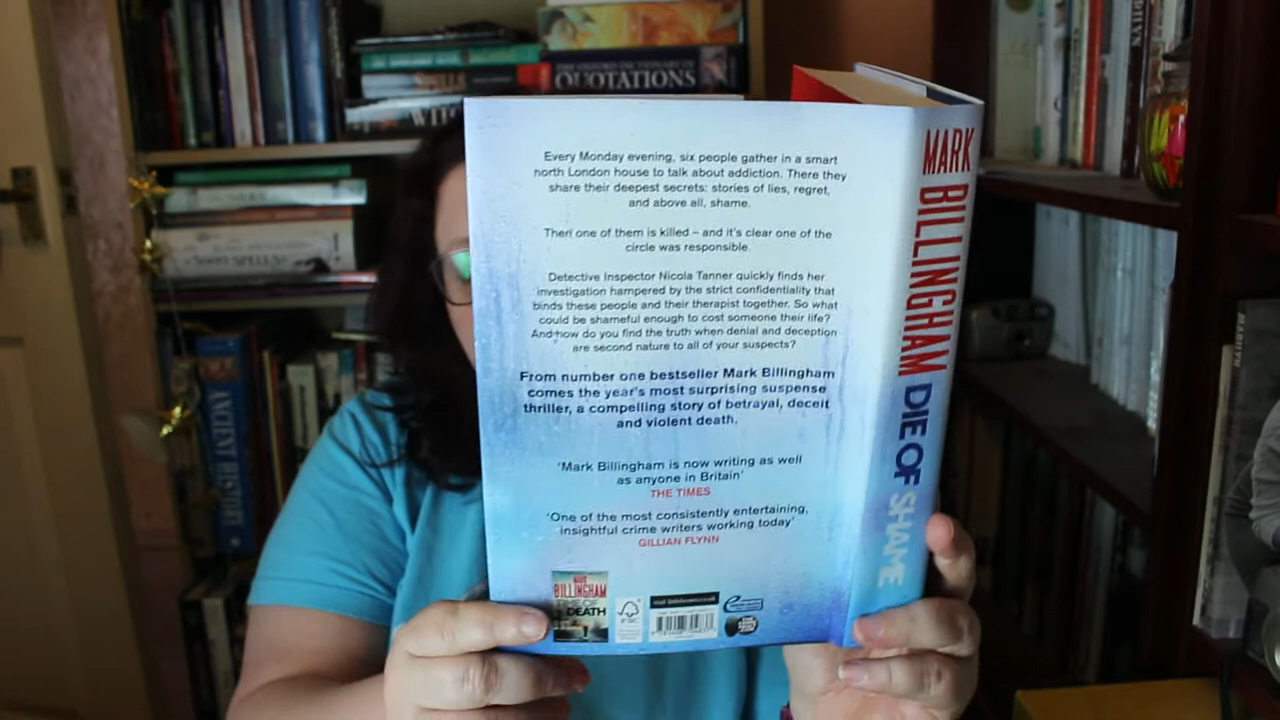 QUOTATIONS
Every Monday evening, six people gather in a smart
north London house to talk about addiction. There they
share their deepest secrets: stories of lies, regret,
and above all, shame.
Then one of them is killed – and it's clear one of the
circle was responsible.
Detective Inspector Nicola Tanner quickly finds her
investigation hampered by the strict confidentiality that
binds these people and their therapist together. So what
could be shameful enough to cost someone their life?
And how do you find the truth when denial and deception
are second nature to all of your suspects?
From number one bestseller Mark Billingham
comes the year's most surprising suspense
thriller, a compelling story of betrayal, deceit
and violent death.
'Mark Billingham is now writing as well
as anyone in Britain'
THE TIMES
'One of the most consistently entertaining,
insightful crime writers working today'
GILLIAN FLYNN
MARK
BILLINGHAM
TIME OF
DEATH
FSC
MARK BILLINGHAM DIE OF SHAME
ANCIENT HISTORY
MARILYN